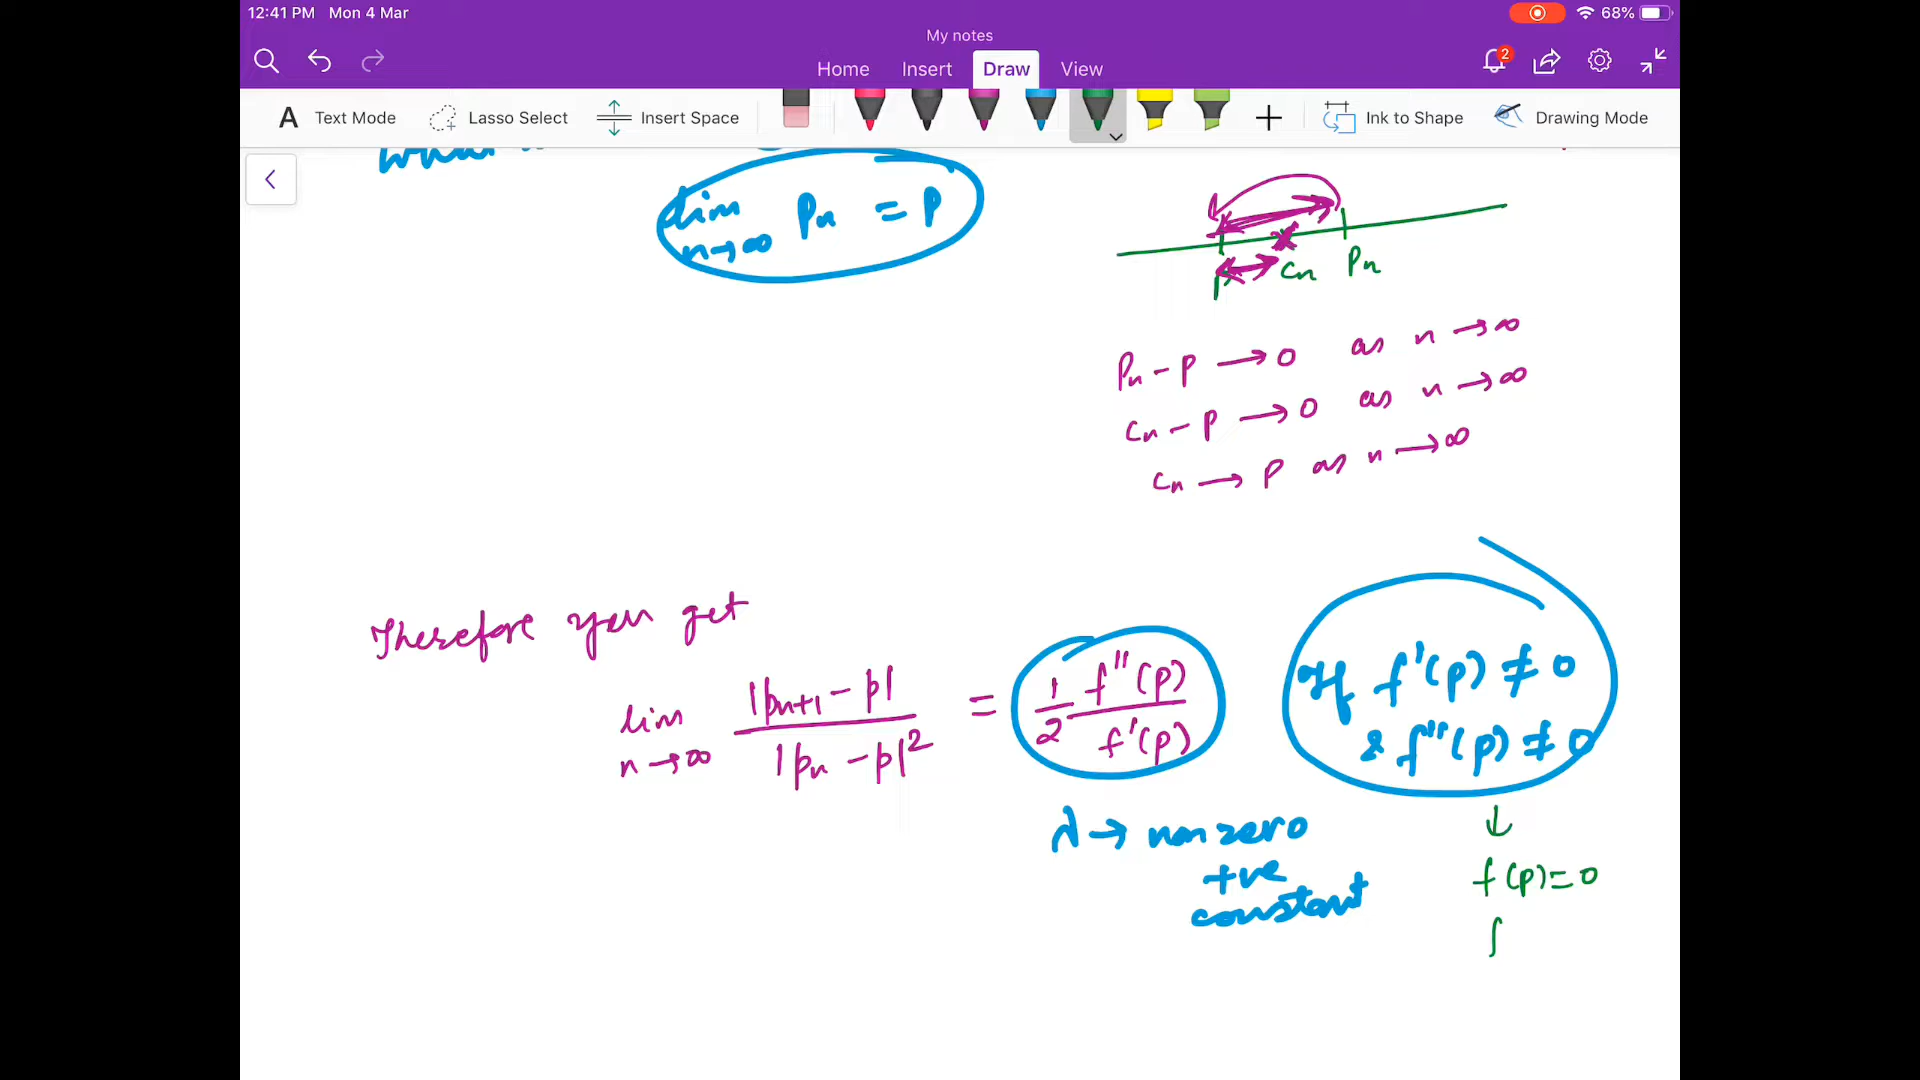 12:41 PM Mon 4 Mar
68%
My notes
Home Insert Draw View
2
A Text Mode Lasso Select Insert Space Ink to Shape Drawing Mode
lim pn = p
n→∞
p cn pn
pn - p → 0 as n → ∞
cn - p → 0 as n → ∞
cn → p as n → ∞
Therefore you get
lim |pn+1 - p| / |pn - p|² = 1/2 f''(p) / f'(p)
n→∞
If f'(p) ≠ 0
& f''(p) ≠ 0
λ → non zero
+ve
constant
↓
f(p) = 0